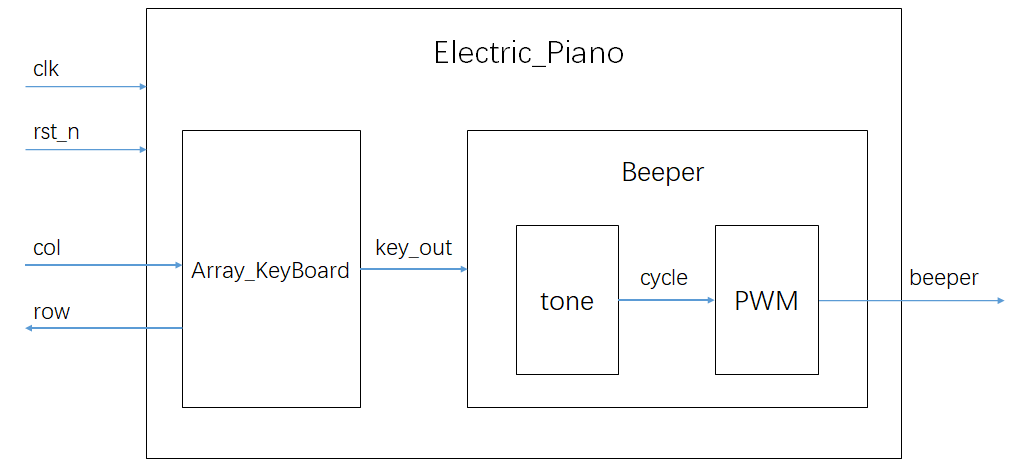 Electric_Piano
clk
rst_n
col
row
Array_KeyBoard
key_out
Beeper
tone
cycle
PWM
beeper